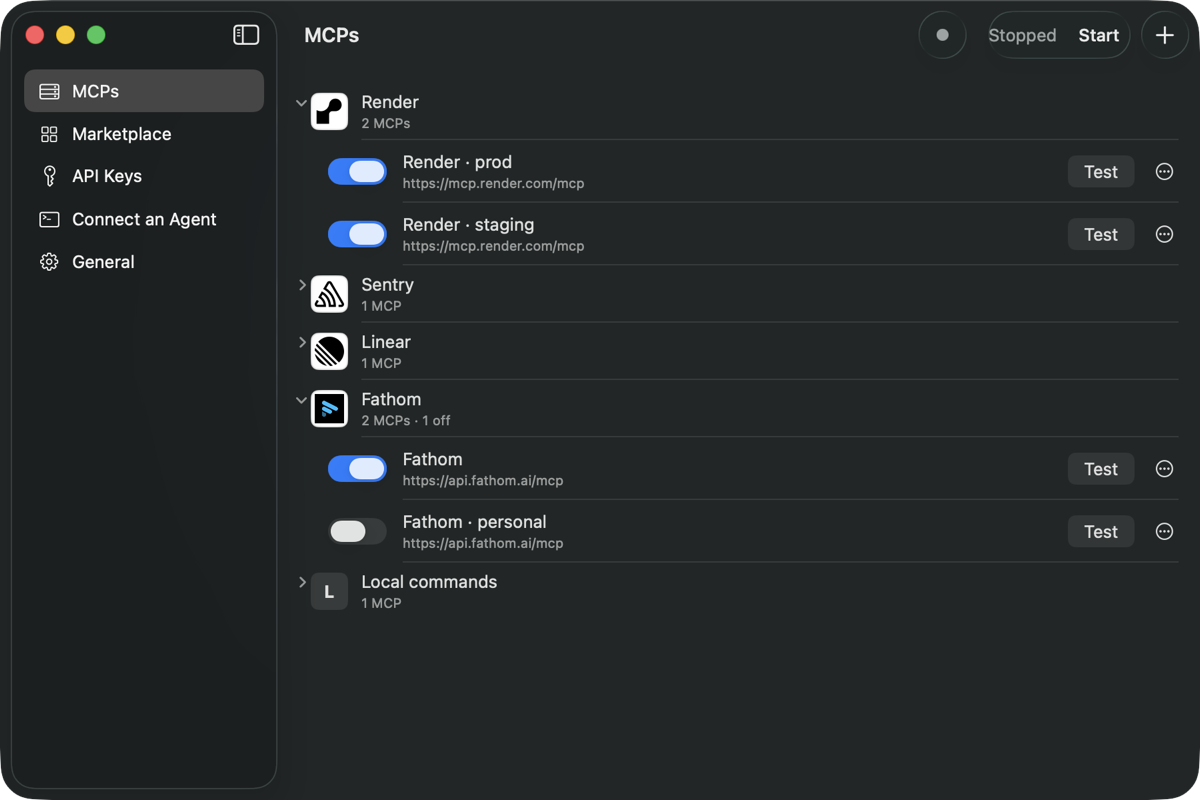 MCPs
Marketplace
API Keys
Connect an Agent
General
MCPs
Stopped Start
Render
2 MCPs
Render · prod
https://mcp.render.com/mcp
Test
Render · staging
https://mcp.render.com/mcp
Test
Sentry
1 MCP
Linear
1 MCP
Fathom
2 MCPs · 1 off
Fathom
https://api.fathom.ai/mcp
Test
Fathom · personal
https://api.fathom.ai/mcp
Test
L
Local commands
1 MCP